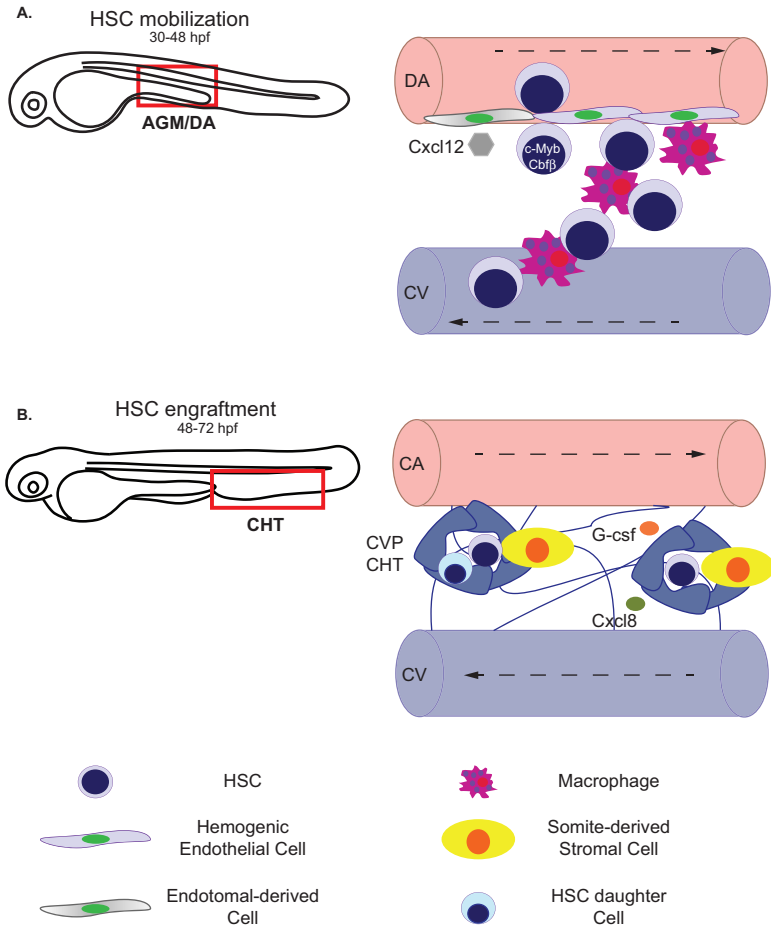 A.
HSC mobilization
30-48 hpf
AGM/DA
DA
Cxcl12
c-Myb
Cbfβ
CV
B.
HSC engraftment
48-72 hpf
CHT
CA
CVP
CHT
G-csf
Cxcl8
CV
HSC
Macrophage
Hemogenic
Endothelial Cell
Somite-derived
Stromal Cell
Endotomal-derived
Cell
HSC daughter
Cell